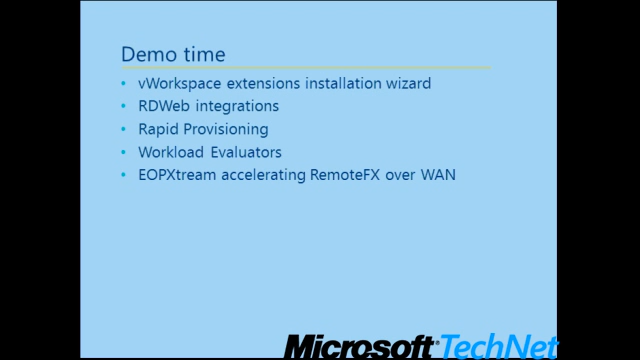 Demo time
• vWorkspace extensions installation wizard
• RDWeb integrations
• Rapid Provisioning
• Workload Evaluators
• EOPXtream accelerating RemoteFX over WAN
Microsoft® TechNet